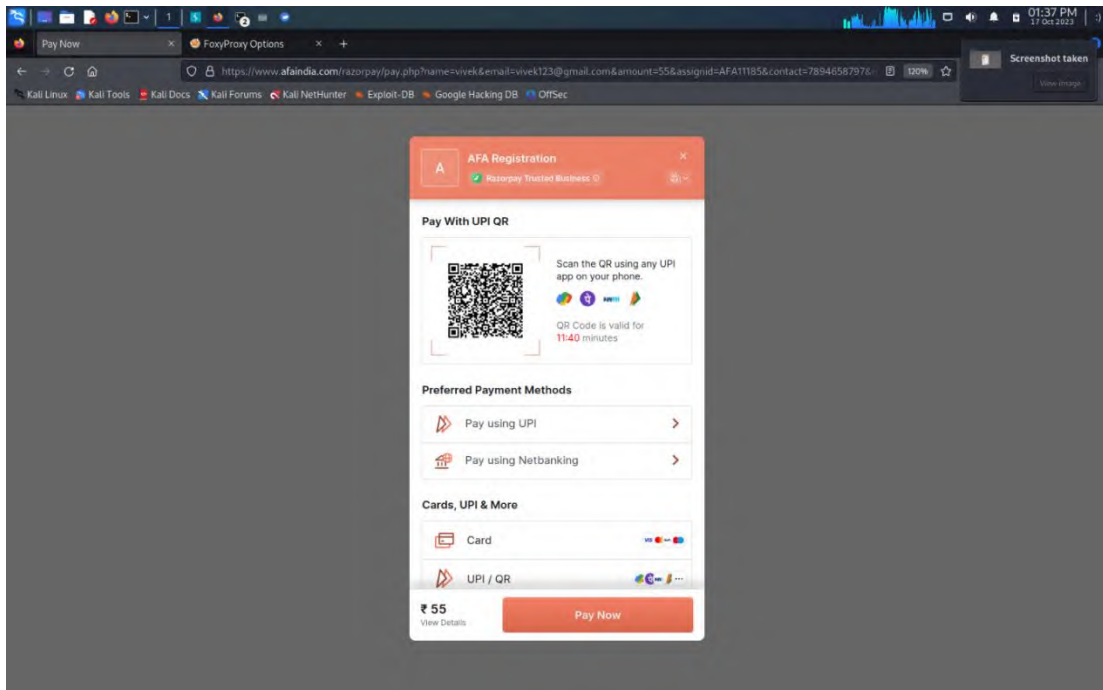 1
2
01:37 PM
17 Oct 2023
Pay Now
FoxyProxy Options
Screenshot taken
View image
https://www.afaindia.com/razorpay/pay.php?name=vivek&email=vivek123@gmail.com&amount=55&assignid=AFA11185&contact=7894658797&
120%
Kali Linux Kali Tools Kali Docs Kali Forums Kali NetHunter Exploit-DB Google Hacking DB OffSec
A
AFA Registration
Razorpay Trusted Business
Pay With UPI QR
Scan the QR using any UPI
app on your phone.
QR Code is valid for
11:40 minutes
Preferred Payment Methods
Pay using UPI
Pay using Netbanking
Cards, UPI & More
Card
VISA
UPI / QR
₹ 55
View Details
Pay Now